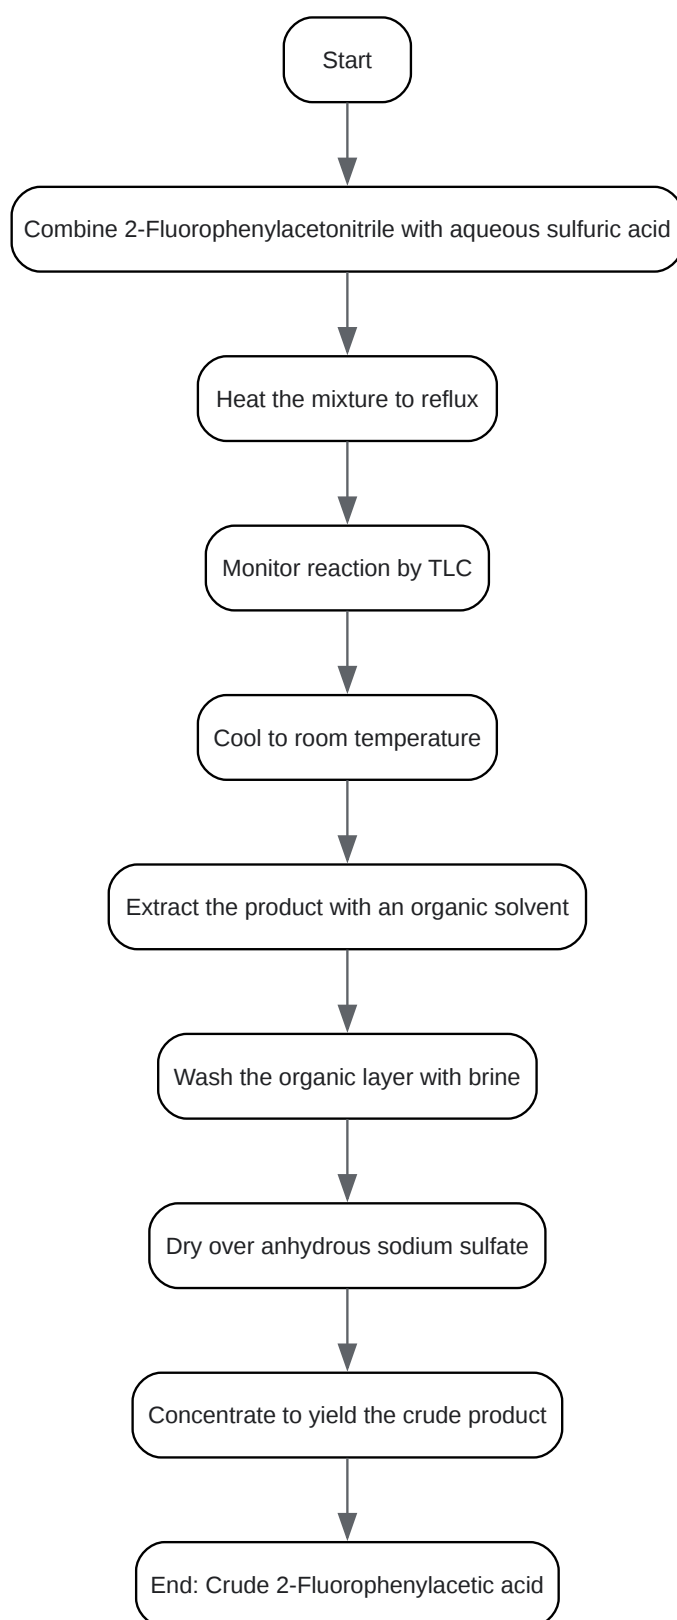 Start
Combine 2-Fluorophenylacetonitrile with aqueous sulfuric acid
Heat the mixture to reflux
Monitor reaction by TLC
Cool to room temperature
Extract the product with an organic solvent
Wash the organic layer with brine
Dry over anhydrous sodium sulfate
Concentrate to yield the crude product
End: Crude 2-Fluorophenylacetic acid